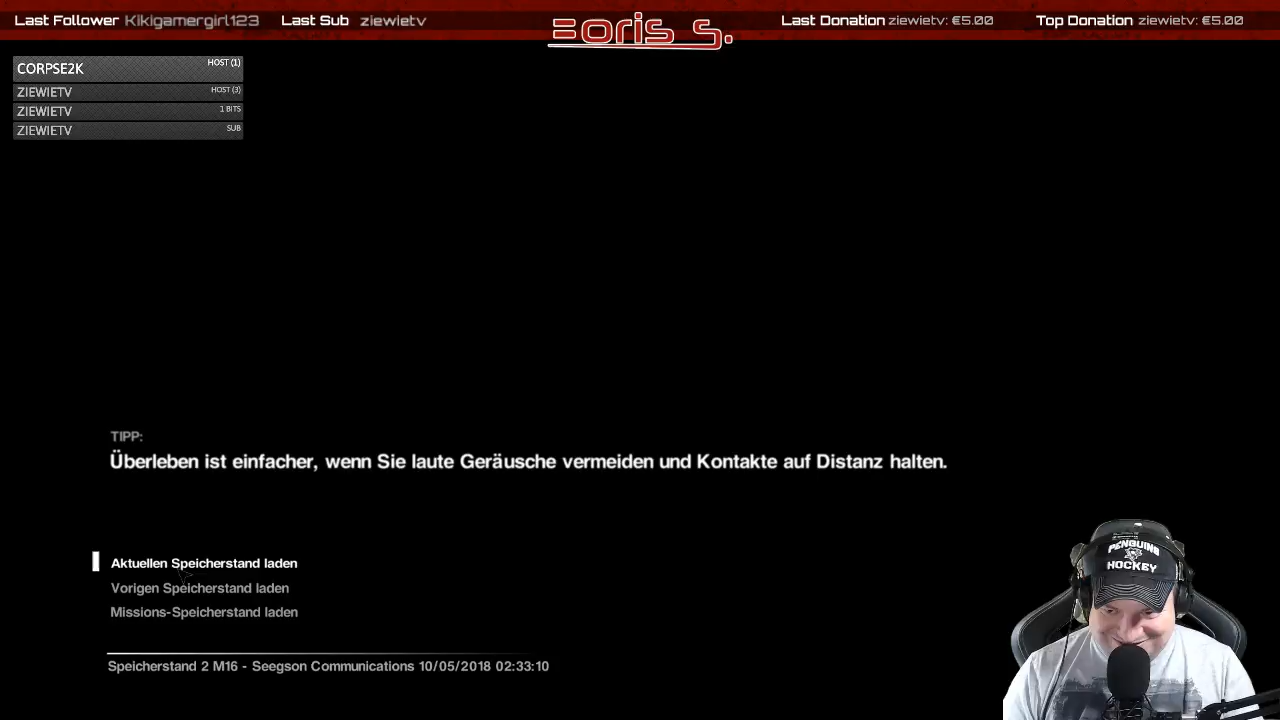 Last Follower Kikigamergirl123 Last Sub ziewietv Boris S. Last Donation ziewietv: €5.00 Top Donation ziewietv: €5.00
CORPSE2K HOST (1)
ZIEWIETV HOST (3)
ZIEWIETV 1 BITS
ZIEWIETV SUB
TIPP:
Überleben ist einfacher, wenn Sie laute Geräusche vermeiden und Kontakte auf Distanz halten.
PENGUINS
HOCKEY
Aktuellen Speicherstand laden
Vorigen Speicherstand laden
Missions-Speicherstand laden
Speicherstand 2 M16 - Seegson Communications 10/05/2018 02:33:10